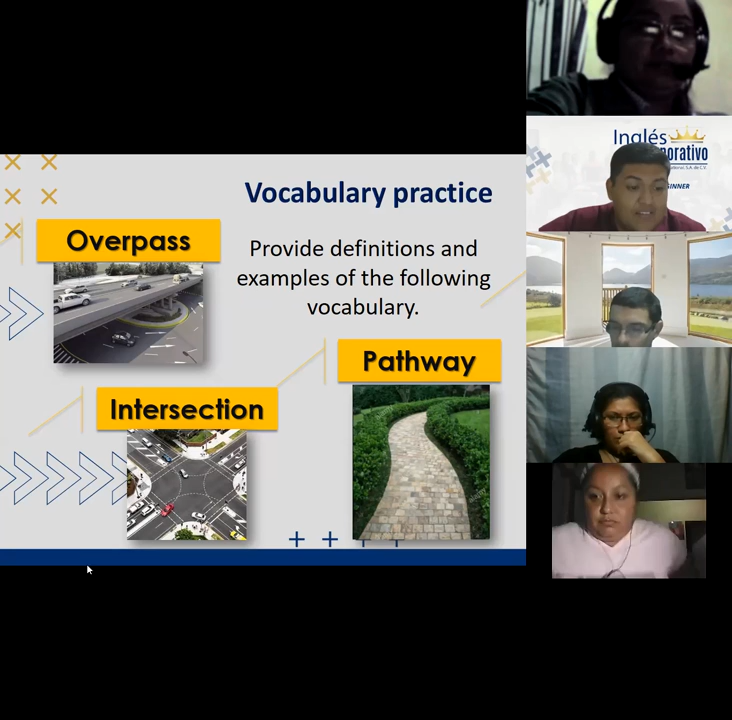 Vocabulary practice
Overpass
Provide definitions and
examples of the following
vocabulary.
Pathway
Intersection
Inglés